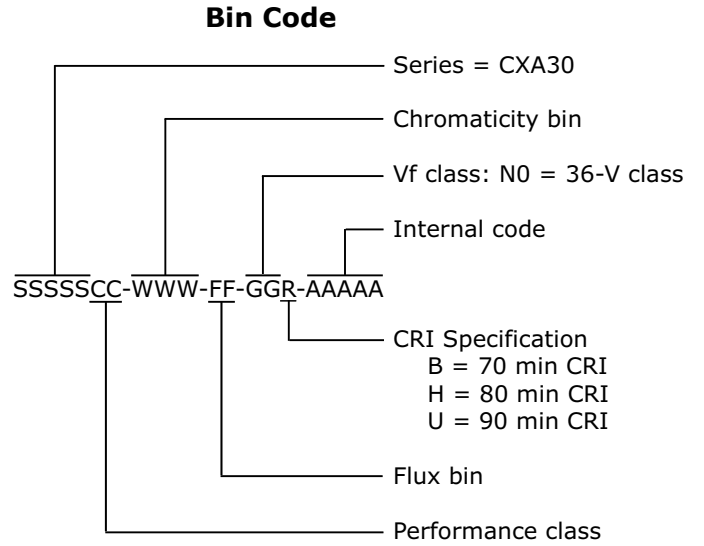 Bin Code
Series = CXA30
Chromaticity bin
Vf class: N0 = 36-V class
Internal code
SSSSSCC-WWW-FF-GGR-AAAAA
CRI Specification
B = 70 min CRI
H = 80 min CRI
U = 90 min CRI
Flux bin
Performance class